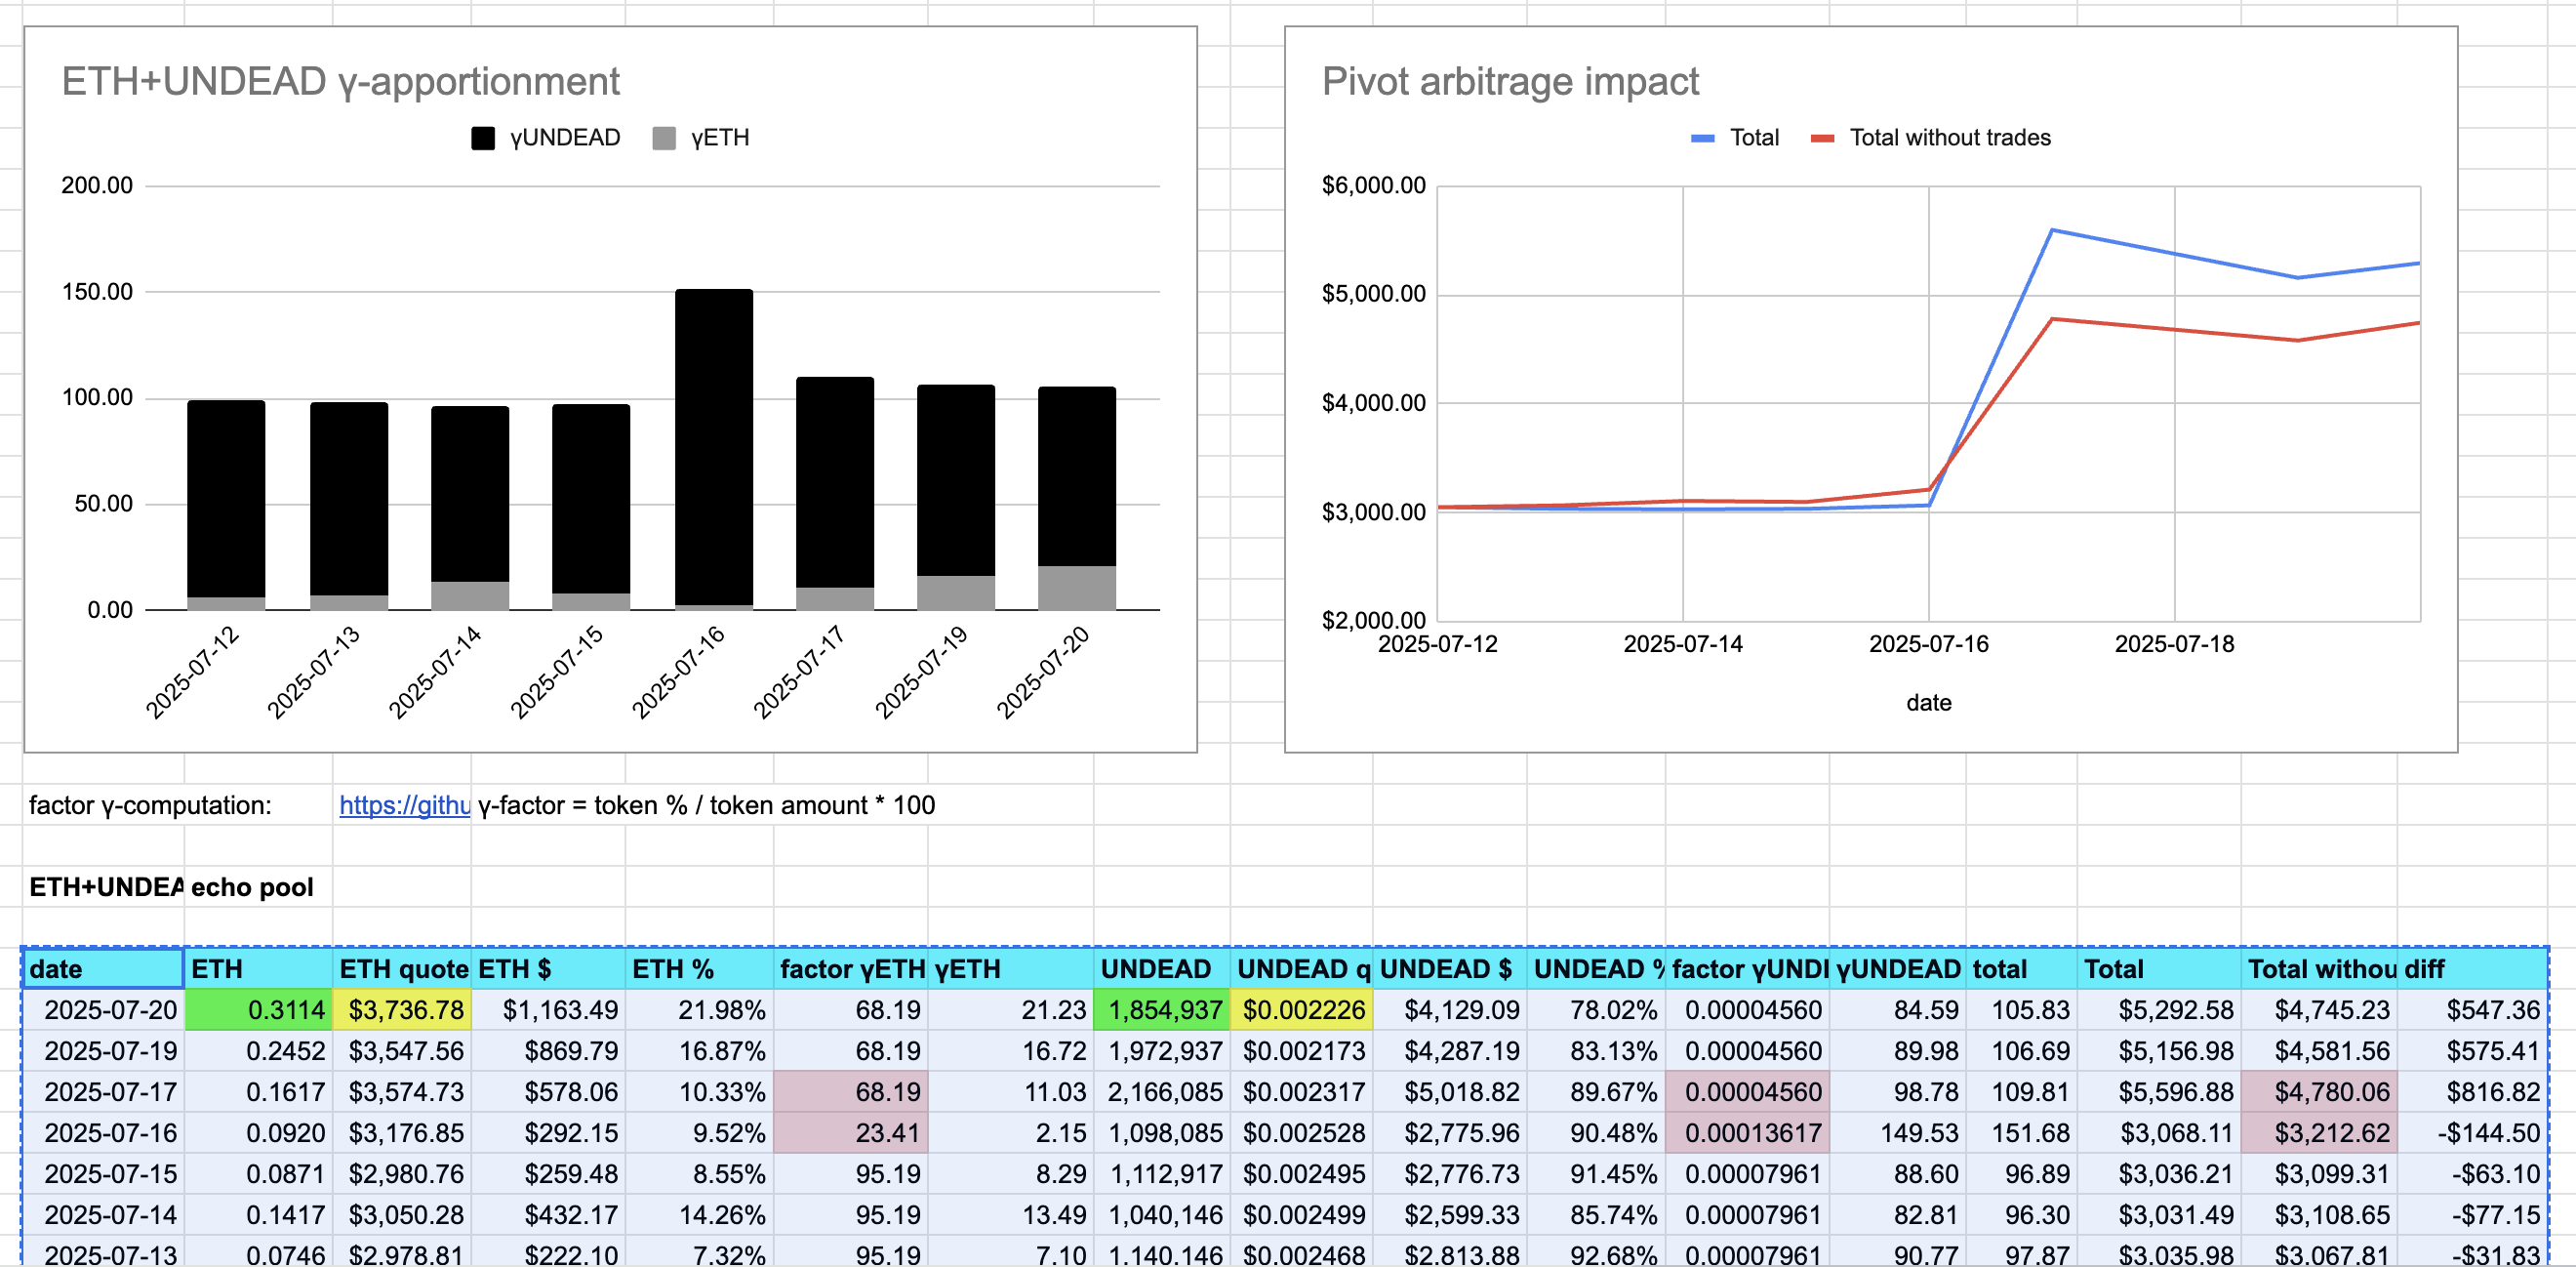 ETH+UNDEAD γ-apportionment
γUNDEAD γETH
200.00
150.00
100.00
50.00
0.00
2025-07-12 2025-07-13 2025-07-14 2025-07-15 2025-07-16 2025-07-17 2025-07-19 2025-07-20
Pivot arbitrage impact
Total Total without trades
$6,000.00
$5,000.00
$4,000.00
$3,000.00
$2,000.00
2025-07-12 2025-07-14 2025-07-16 2025-07-18
date
factor γ-computation: https://githu γ-factor = token % / token amount * 100
ETH+UNDEA echo pool
date ETH ETH quote ETH $ ETH % factor γETH γETH UNDEAD UNDEAD q UNDEAD $ UNDEAD % factor γUNDI γUNDEAD total Total Total withou diff
2025-07-20 0.3114 $3,736.78 $1,163.49 21.98% 68.19 21.23 1,854,937 $0.002226 $4,129.09 78.02% 0.00004560 84.59 105.83 $5,292.58 $4,745.23 $547.36
2025-07-19 0.2452 $3,547.56 $869.79 16.87% 68.19 16.72 1,972,937 $0.002173 $4,287.19 83.13% 0.00004560 89.98 106.69 $5,156.98 $4,581.56 $575.41
2025-07-17 0.1617 $3,574.73 $578.06 10.33% 68.19 11.03 2,166,085 $0.002317 $5,018.82 89.67% 0.00004560 98.78 109.81 $5,596.88 $4,780.06 $816.82
2025-07-16 0.0920 $3,176.85 $292.15 9.52% 23.41 2.15 1,098,085 $0.002528 $2,775.96 90.48% 0.00013617 149.53 151.68 $3,068.11 $3,212.62 -$144.50
2025-07-15 0.0871 $2,980.76 $259.48 8.55% 95.19 8.29 1,112,917 $0.002495 $2,776.73 91.45% 0.00007961 88.60 96.89 $3,036.21 $3,099.31 -$63.10
2025-07-14 0.1417 $3,050.28 $432.17 14.26% 95.19 13.49 1,040,146 $0.002499 $2,599.33 85.74% 0.00007961 82.81 96.30 $3,031.49 $3,108.65 -$77.15
2025-07-13 0.0746 $2,978.81 $222.10 7.32% 95.19 7.10 1,140,146 $0.002468 $2,813.88 92.68% 0.00007961 90.77 97.87 $3,035.98 $3,067.81 -$31.83